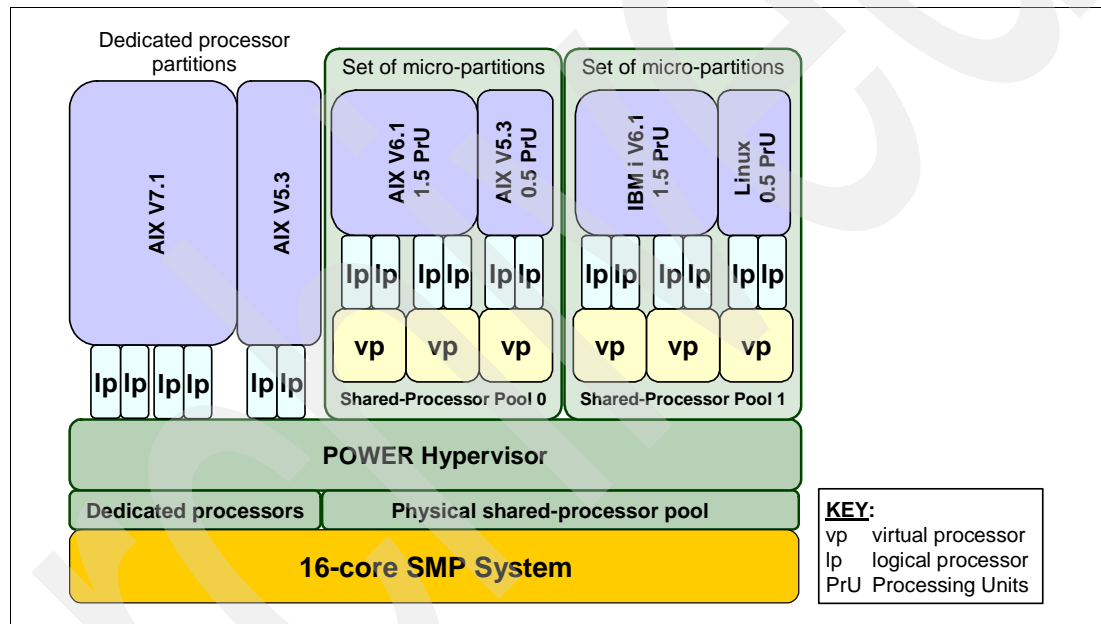 Dedicated processor
partitions
Set of micro-partitions
Set of micro-partitions
AIX V7.1
AIX V5.3
AIX V6.1
1.5 PrU
AIX V5.3
0.5 PrU
IBM i V6.1
1.5 PrU
Linux
0.5 PrU
lp lp lp lp lp lp
lp lp lp lp lp lp
vp vp vp
vp vp vp
lp lp lp lp lp lp
Shared-Processor Pool 0
Shared-Processor Pool 1
POWER Hypervisor
Dedicated processors
Physical shared-processor pool
16-core SMP System
KEY:
vp virtual processor
lp logical processor
PrU Processing Units